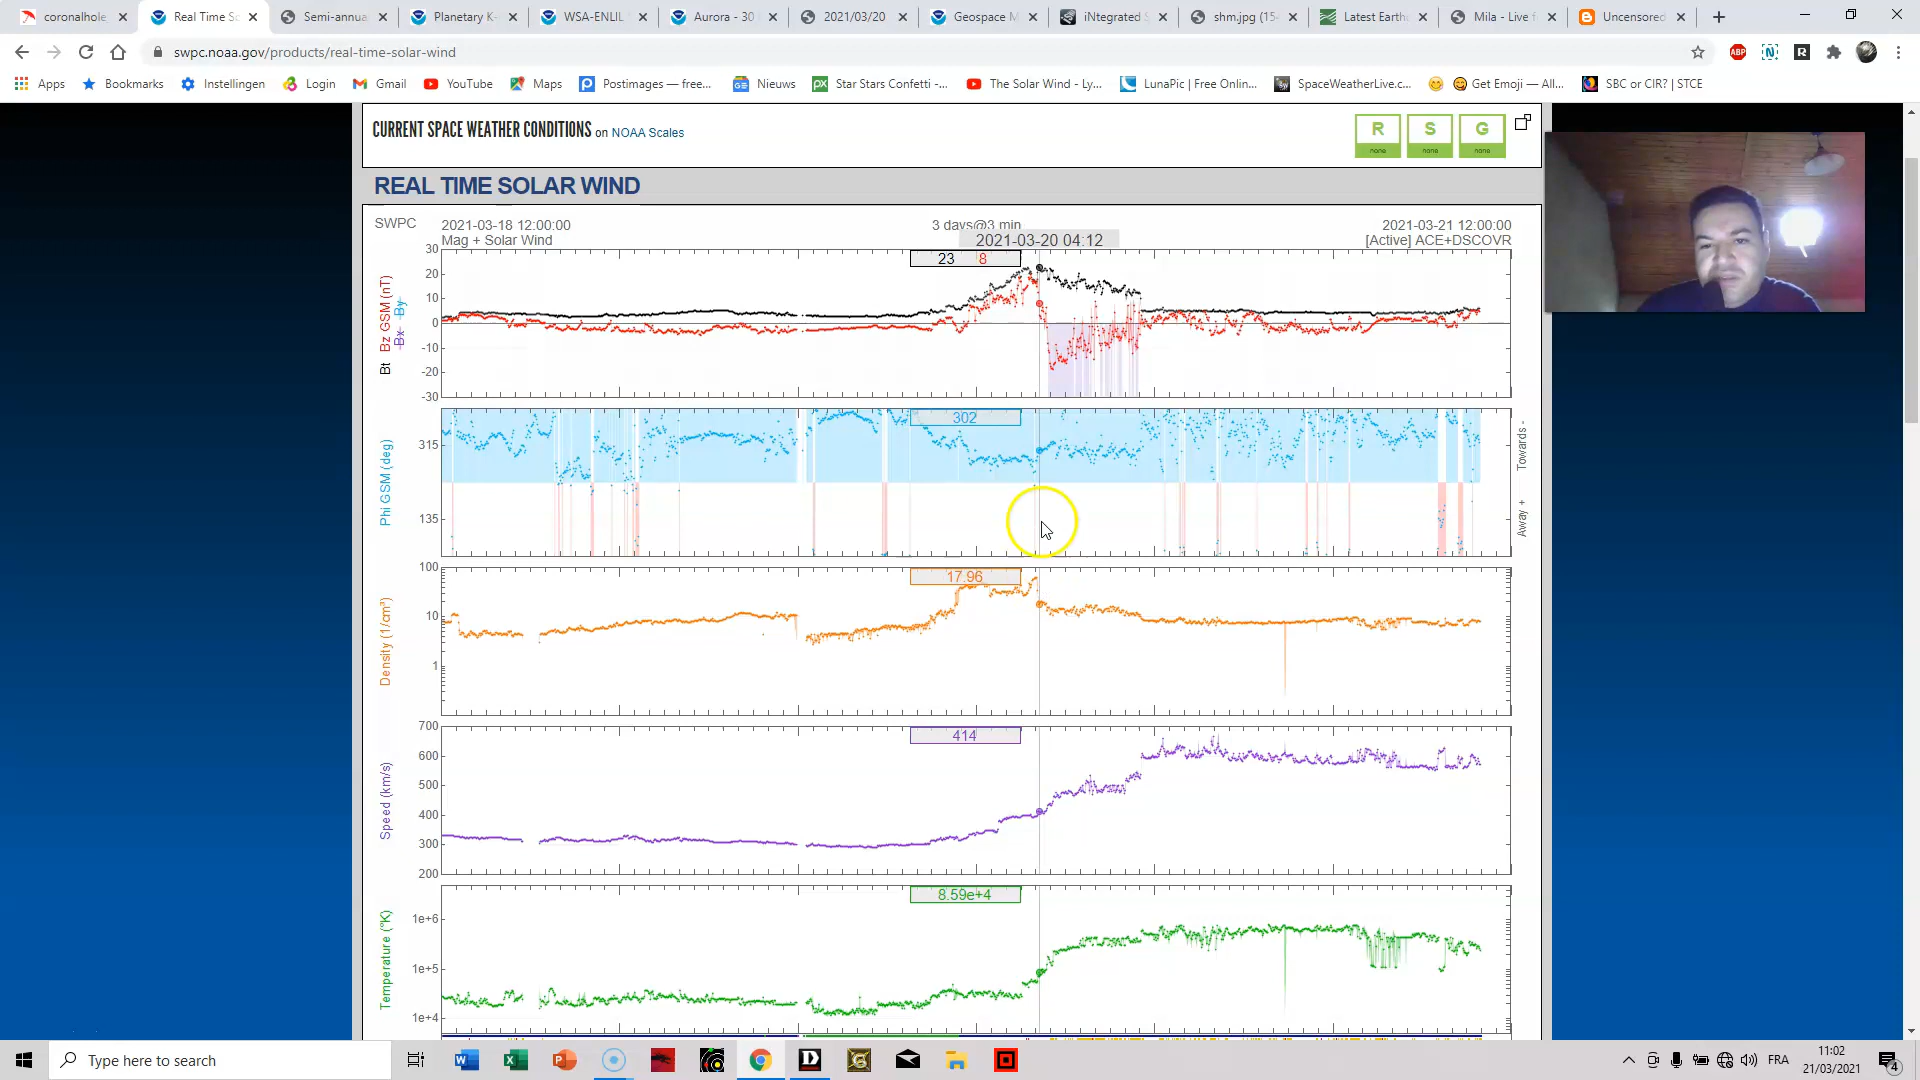 coronalhole
Real Time So
Semi-annua
Planetary K-
WSA-ENLIL
Aurora - 30
2021/03/20
Geospace M
iNtegrated S
shm.jpg (15
Latest Earth
Mila - Live f
Uncensored
swpc.noaa.gov/products/real-time-solar-wind
ABP
N
R
Apps
Bookmarks
Instellingen
Login
Gmail
YouTube
Maps
Postimages — free...
Nieuws
Star Stars Confetti -...
The Solar Wind - Ly...
LunaPic | Free Onlin...
SpaceWeatherLive.c...
Get Emoji — All...
SBC or CIR? | STCE
CURRENT SPACE WEATHER CONDITIONS on NOAA Scales
R
none
S
none
G
none
REAL TIME SOLAR WIND
SWPC
2021-03-18 12:00:00
3 days@3 min
2021-03-21 12:00:00
Mag + Solar Wind
2021-03-20 04:12
[Active] ACE+DSCOVR
23 8
30
20
10
0
-10
-20
-30
Bt Bz GSM (nT)
-Bx- -By-
302
315
135
Phi GSM (deg)
Away + Towards -
17.96
100
10
1
Density (1/cm³)
414
700
600
500
400
300
200
Speed (km/s)
8.59e+4
1e+6
1e+5
1e+4
Temperature (°K)
Type here to search
FRA
11:02
21/03/2021
4